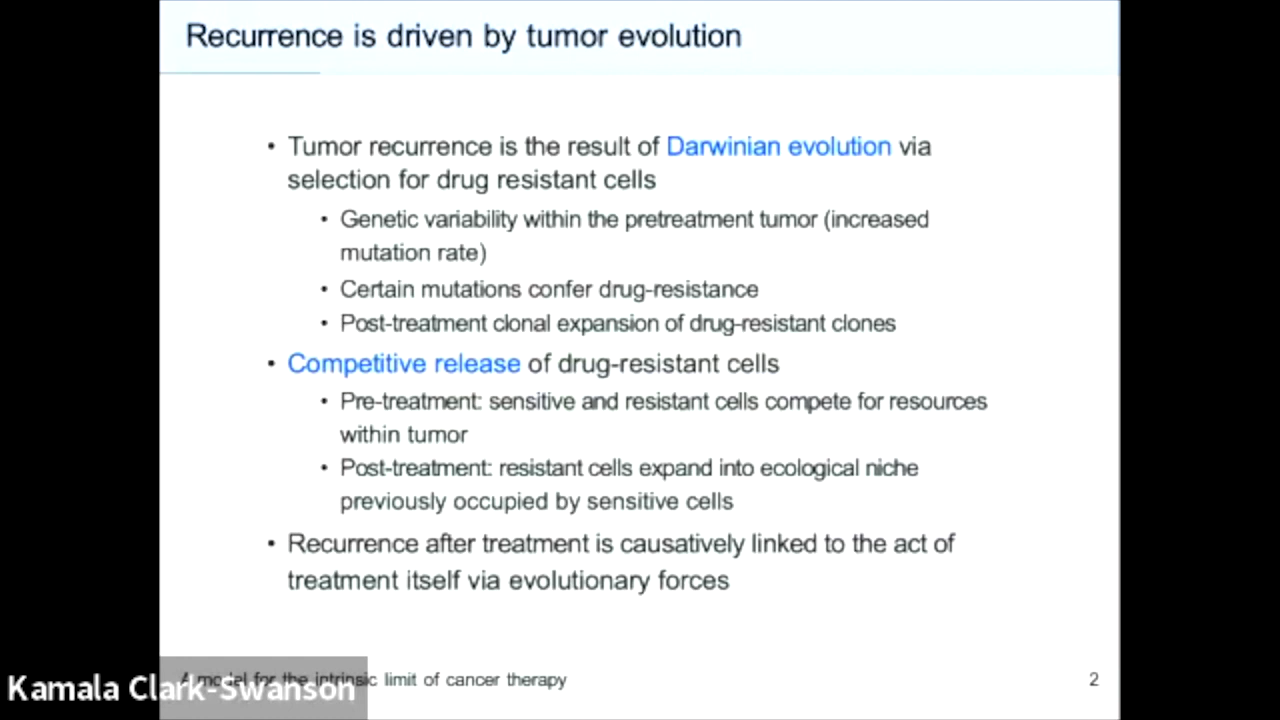 Recurrence is driven by tumor evolution
• Tumor recurrence is the result of Darwinian evolution via
selection for drug resistant cells
• Genetic variability within the pretreatment tumor (increased
mutation rate)
• Certain mutations confer drug-resistance
• Post-treatment clonal expansion of drug-resistant clones
• Competitive release of drug-resistant cells
• Pre-treatment: sensitive and resistant cells compete for resources
within tumor
• Post-treatment: resistant cells expand into ecological niche
previously occupied by sensitive cells
• Recurrence after treatment is causatively linked to the act of
treatment itself via evolutionary forces
A model for the intrinsic limit of cancer therapy 2
Kamala Clark-Swanson